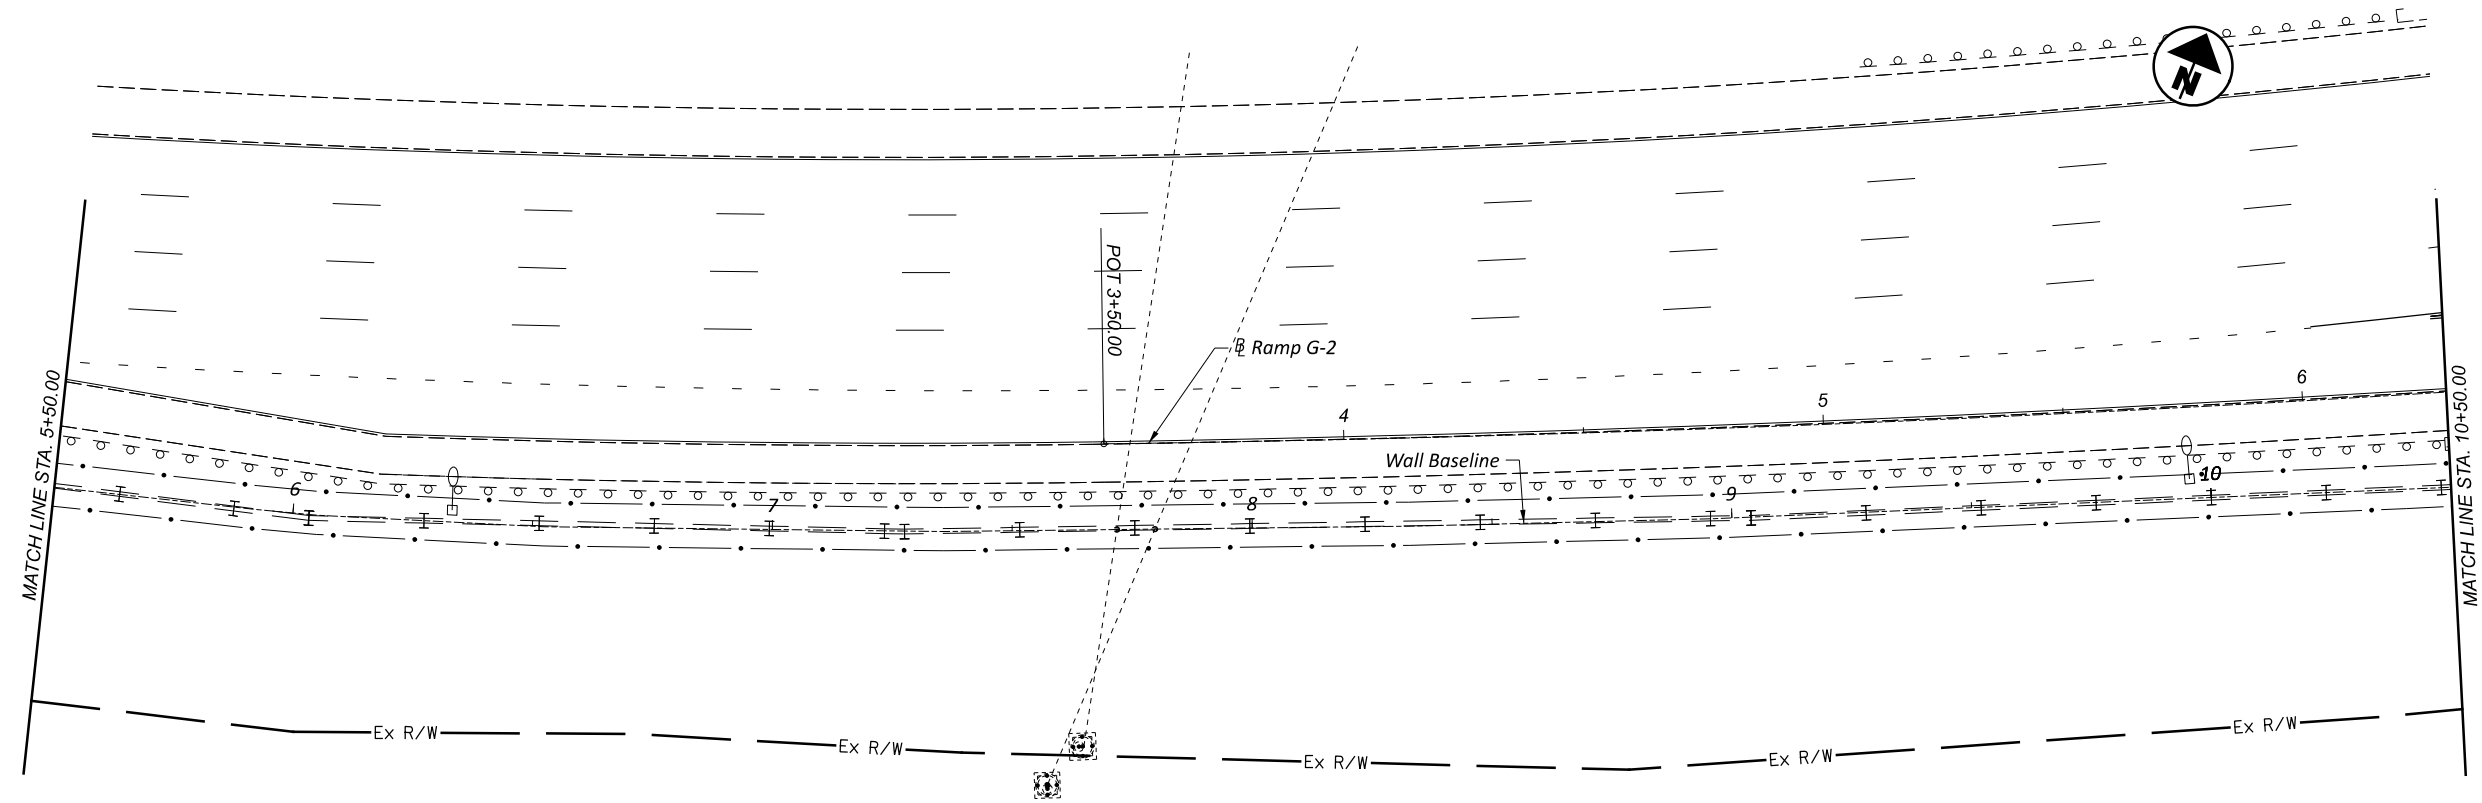 N
POT 3+50.00
BL Ramp G-2
6
5
4
MATCH LINE STA. 5+50.00
MATCH LINE STA. 10+50.00
Wall Baseline
6
7
8
9
10
Ex R/W
Ex R/W
Ex R/W
Ex R/W
Ex R/W